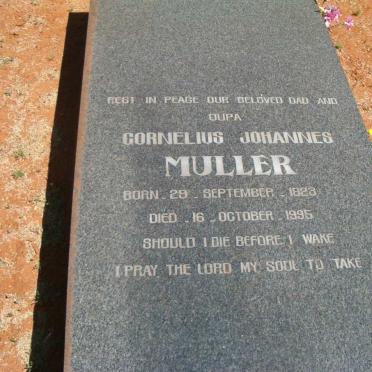 REST IN PEACE OUR BELOVED DAD AND
OUPA
CORNELIUS JOHANNES
MULLER
BORN . 29 . SEPTEMBER . 1923
DIED . 16 . OCTOBER . 1995
SHOULD I DIE BEFORE I WAKE
I PRAY THE LORD MY SOUL TO TAKE